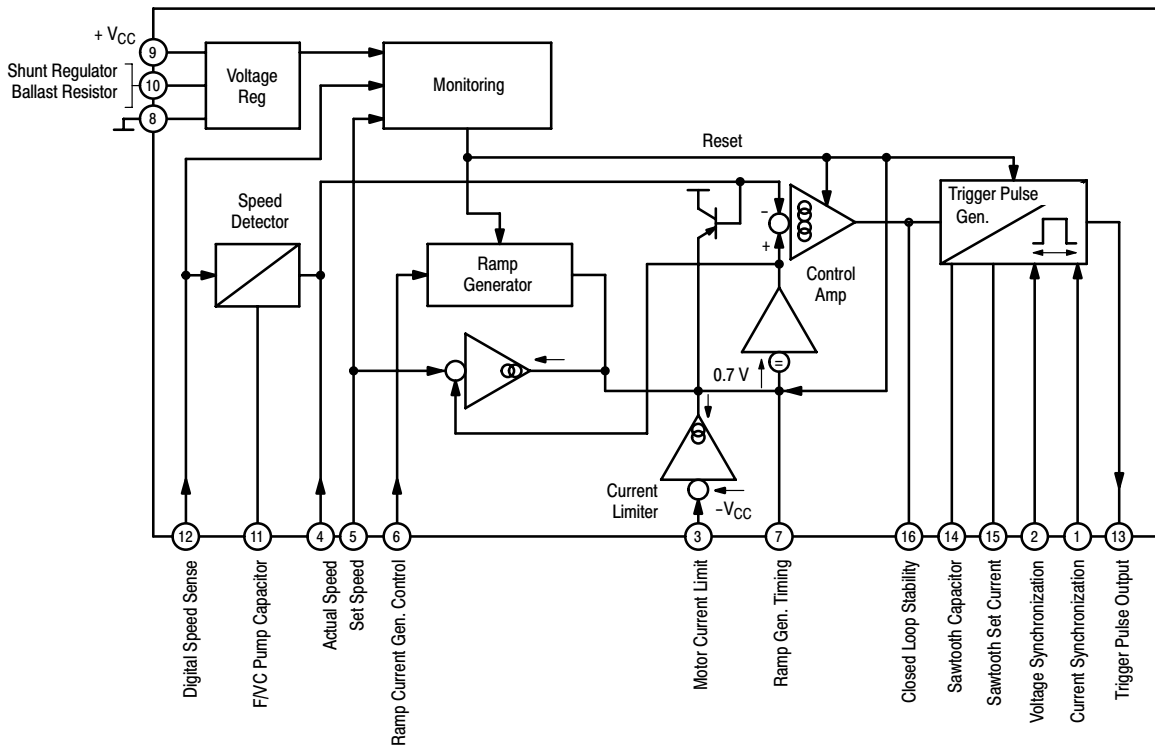 + VCC
9
Shunt Regulator
Ballast Resistor
10
8
Voltage
Reg
Monitoring
Reset
Speed
Detector
Ramp
Generator
-
+
Control
Amp
Trigger Pulse
Gen.
=
0.7 V
Current
Limiter
–VCC
12
11
4
5
6
3
7
16
14
15
2
1
13
Digital Speed Sense
F/VC Pump Capacitor
Actual Speed
Set Speed
Ramp Current Gen. Control
Motor Current Limit
Ramp Gen. Timing
Closed Loop Stability
Sawtooth Capacitor
Sawtooth Set Current
Voltage Synchronization
Current Synchronization
Trigger Pulse Output